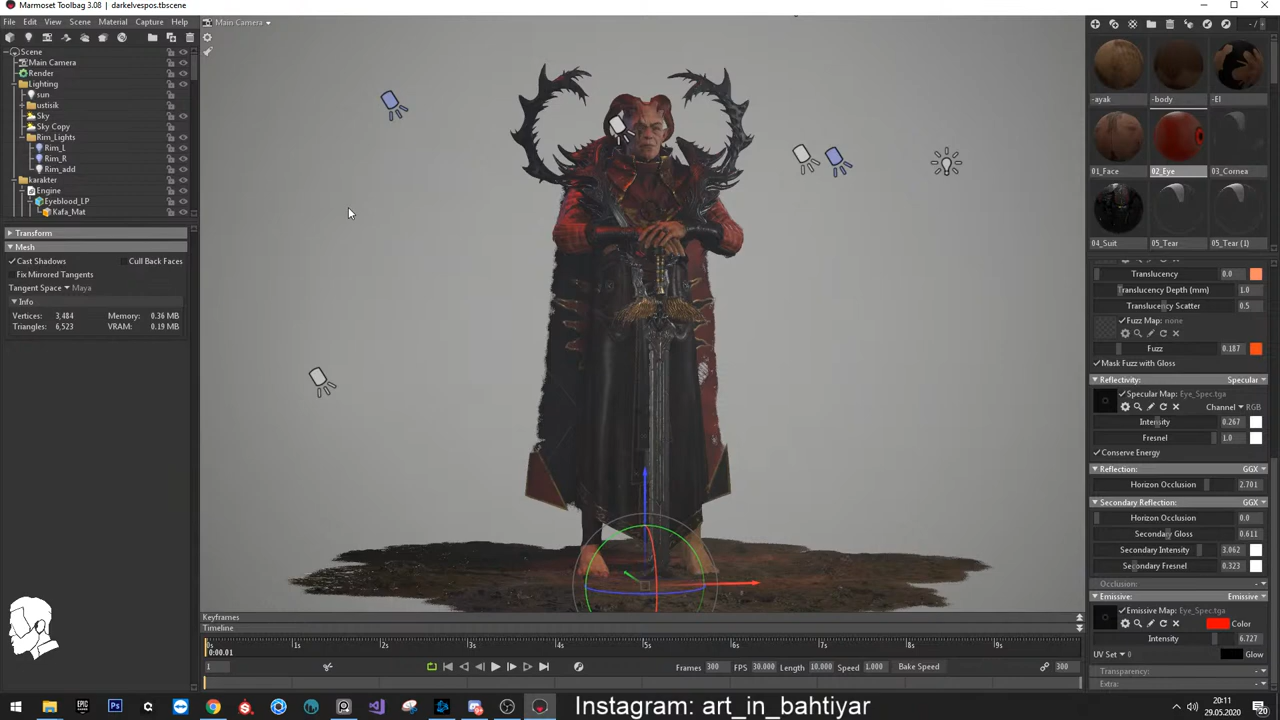 Marmoset Toolbag 3.08 | darkelvespos.tbscene
File Edit View Scene Material Capture Help
Main Camera
Scene
Main Camera
Render
Lighting
sun
ustisik
Sky
Sky Copy
Rim_Lights
Rim_L
Rim_R
Rim_add
karakter
Engine
Eyeblood_LP
Kafa_Mat
Transform
Mesh
Cast Shadows Cull Back Faces
Fix Mirrored Tangents
Tangent Space Maya
Info
Vertices: 3,484 Memory: 0.36 MB
Triangles: 6,523 VRAM: 0.19 MB
-ayak -body -El
01_Face 02_Eye 03_Cornea
04_Suit 05_Tear 05_Tear (1)
Translucency 0.0
Translucency Depth (mm) 1.0
Translucency Scatter 0.5
Fuzz Map: none
Fuzz 0.187
Mask Fuzz with Gloss
Reflectivity: Specular
Specular Map: Eye_Spec.tga
Channel RGB
Intensity 0.267
Fresnel 1.0
Conserve Energy
Reflection: GGX
Horizon Occlusion 2.701
Secondary Reflection: GGX
Horizon Occlusion 0.0
Secondary Gloss 0.611
Secondary Intensity 3.062
Secondary Fresnel 0.323
Occlusion:
Emissive: Emissive
Emissive Map: Eye_Spec.tga
Color
Intensity 6.727
UV Set 0 Glow
Transparency:
Extra:
Keyframes
Timeline
0s 1s 2s 3s 4s 5s 6s 7s 8s 9s
0:00.01
1 Frames 300 FPS 30.000 Length 10.000 Speed 1.000 Bake Speed 300
Instagram: art_in_bahtiyar
20:11
29.05.2020
20